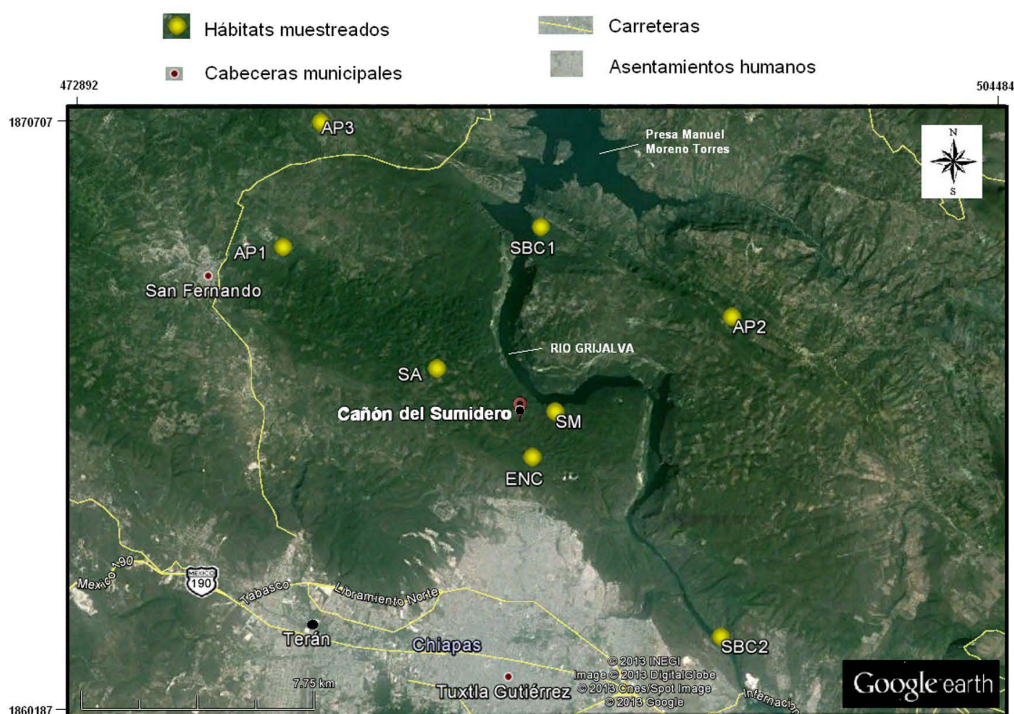 Hábitats muestreados
Carreteras
Cabeceras municipales
Asentamientos humanos
472892
504484
1870707
AP3
Presa Manuel
Moreno Torres
N
S
AP1
SBC1
San Fernando
AP2
RIO GRIJALVA
SA
Cañón del Sumidero
SM
ENC
Mexico 190
MEXICO
190
Tabasco
Libramiento Norte
Terán
Chiapas
SBC2
© 2013 INEGI
Image © 2013 DigitalGlobe
© 2013 Cnes/Spot Image
© 2013 Google
7.75 km
Tuxtla Gutiérrez
Internacion
Google earth
1860187